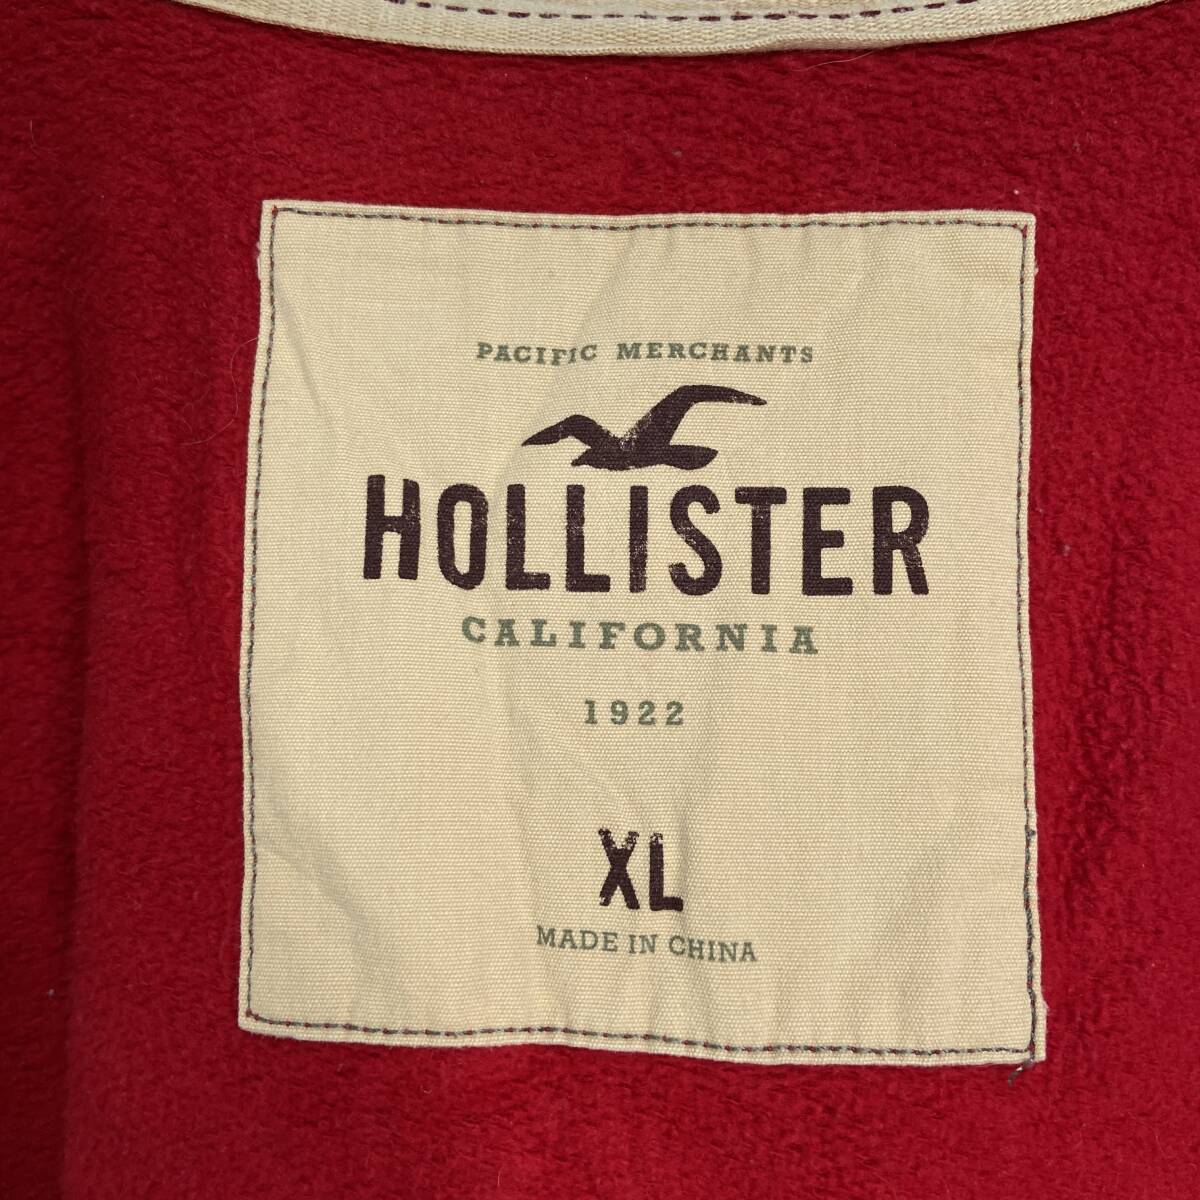 PACIFIC MERCHANTS
HOLLISTER
CALIFORNIA
1922
XL
MADE IN CHINA